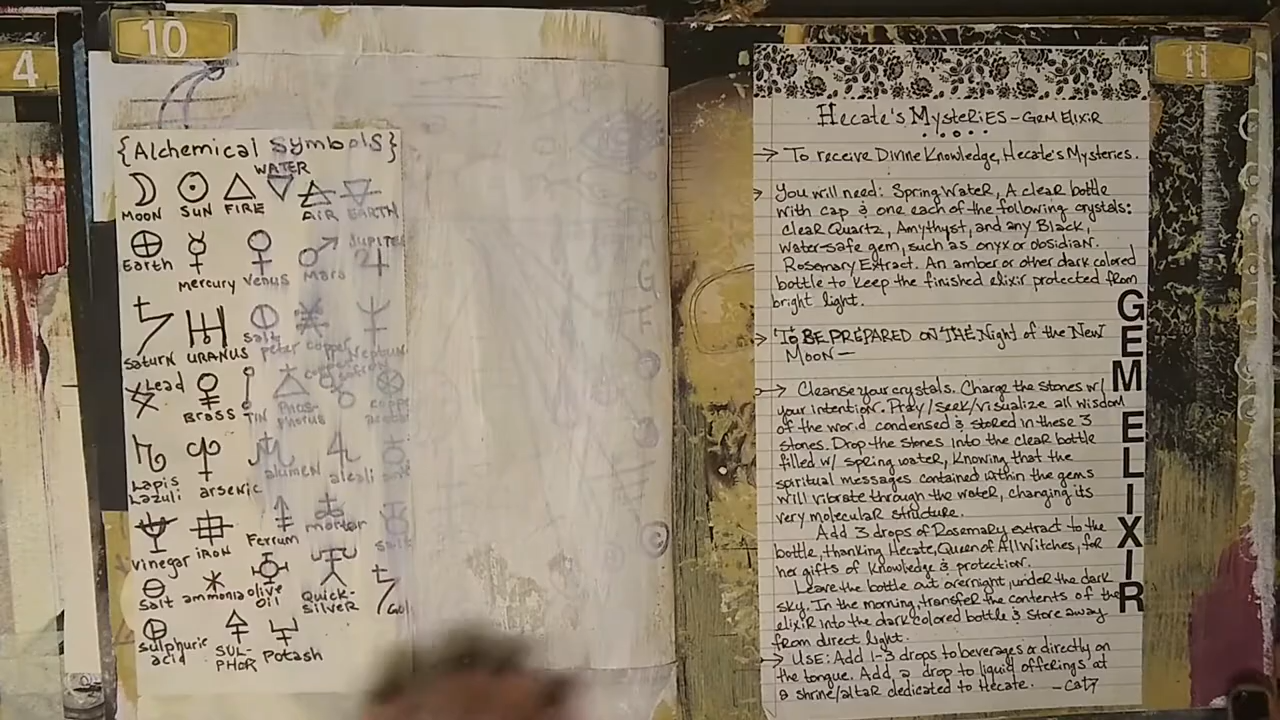 4
10
{Alchemical Symbols}
WATER
MOON SUN FIRE AIR EARTH
Jupiter
Earth Mercury Venus Mars
Salt
Saturn URANUS peter copper Neptune
Lead
BRASS TIN Phos-
phorus
Lapis
Lazuli arsenic alumen alcali
vinegar IRON Ferrum mortar
Salt ammonia olive
oil QUICK-
SILVER
sulphuric
acid SUL-
PHOR Potash
11
Hecate's MysteRiES - GEM ELIXIR
To receive Divine Knowledge, Hecate's Mysteries.
You will need: Spring Water, A clear bottle
with cap & one each of the following crystals:
clear Quartz, Amythyst, and any Black,
water-safe gem, such as onyx or obsidian.
Rosemary Extract. An amber or other dark colored
bottle to keep the finished elixir protected from
bright light.
TO BE PREPARED ON THE Night of the New
Moon—
Cleanse your crystals. Charge the stones w/
your intention. Pray/seek/visualize all wisdom
of the world condensed & stored in these 3
stones. Drop the stones into the clear bottle
filled w/ spring water, Knowing that the
spiritual messages contained within the gems
will vibrate through the water, changing its
very molecular structure.
Add 3 drops of Rosemary extract to the
bottle, thanking Hecate, Queen of All Witches, for
her gifts of Knowledge & protection.
Leave the bottle out overnight, under the dark
sky. In the morning, transfer the contents of the
elixir into the dark colored bottle & store away
from direct light.
USE: Add 1-3 drops to beverages or directly on
the tongue. Add a drop to liquid offerings at
a shrine/altar dedicated to Hecate. -Cat
GEM ELIXIR